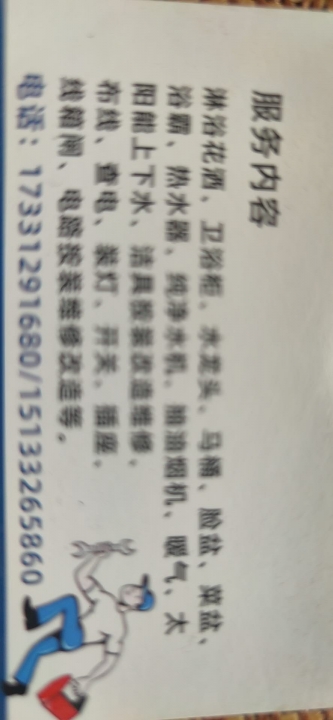 服务内容
淋浴花洒、卫浴柜、水龙头、马桶、脸盆、菜盆、
浴霸、热水器、纯净水机、抽油烟机、暖气、太
阳能上下水、洁具安装改造维修。
布线、查电、装灯、开关、插座、
线箱闸、电路安装维修改造等。
电话：17331291680/15133265860